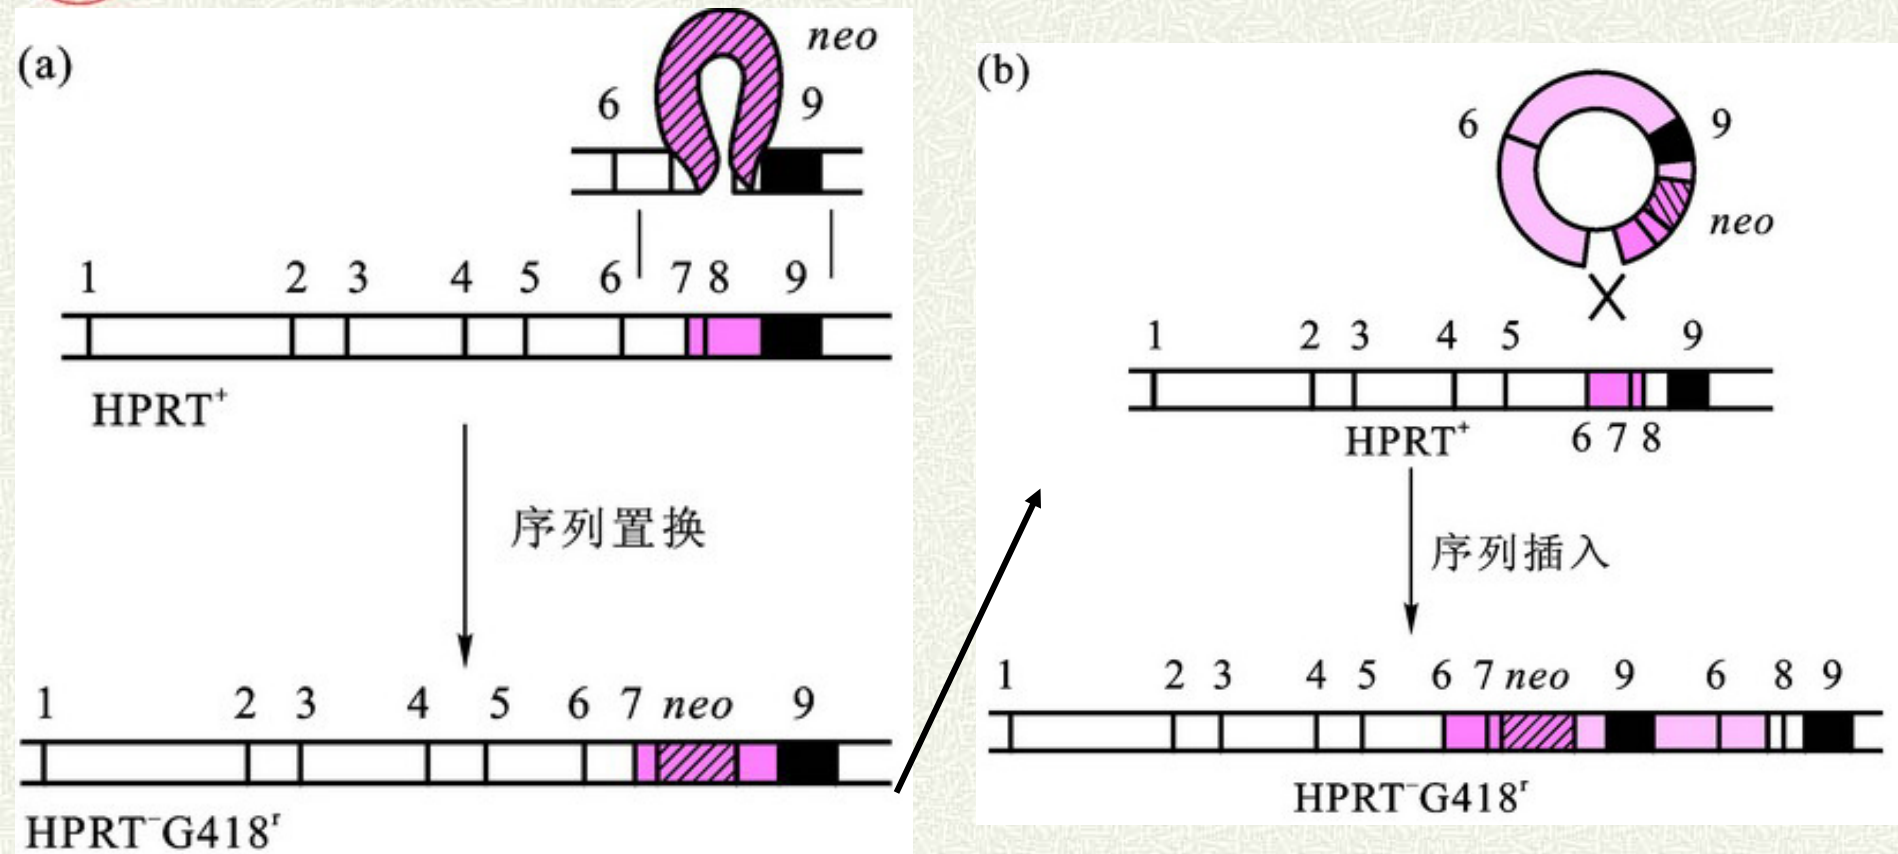 (a)
neo
6 9
1 2 3 4 5 6 7 8 9
HPRT⁺
序列置换
1 2 3 4 5 6 7 neo 9
HPRT⁻G418ʳ
(b)
6 9
neo
1 2 3 4 5 9
HPRT⁺ 6 7 8
序列插入
1 2 3 4 5 6 7 neo 9 6 8 9
HPRT⁻G418ʳ